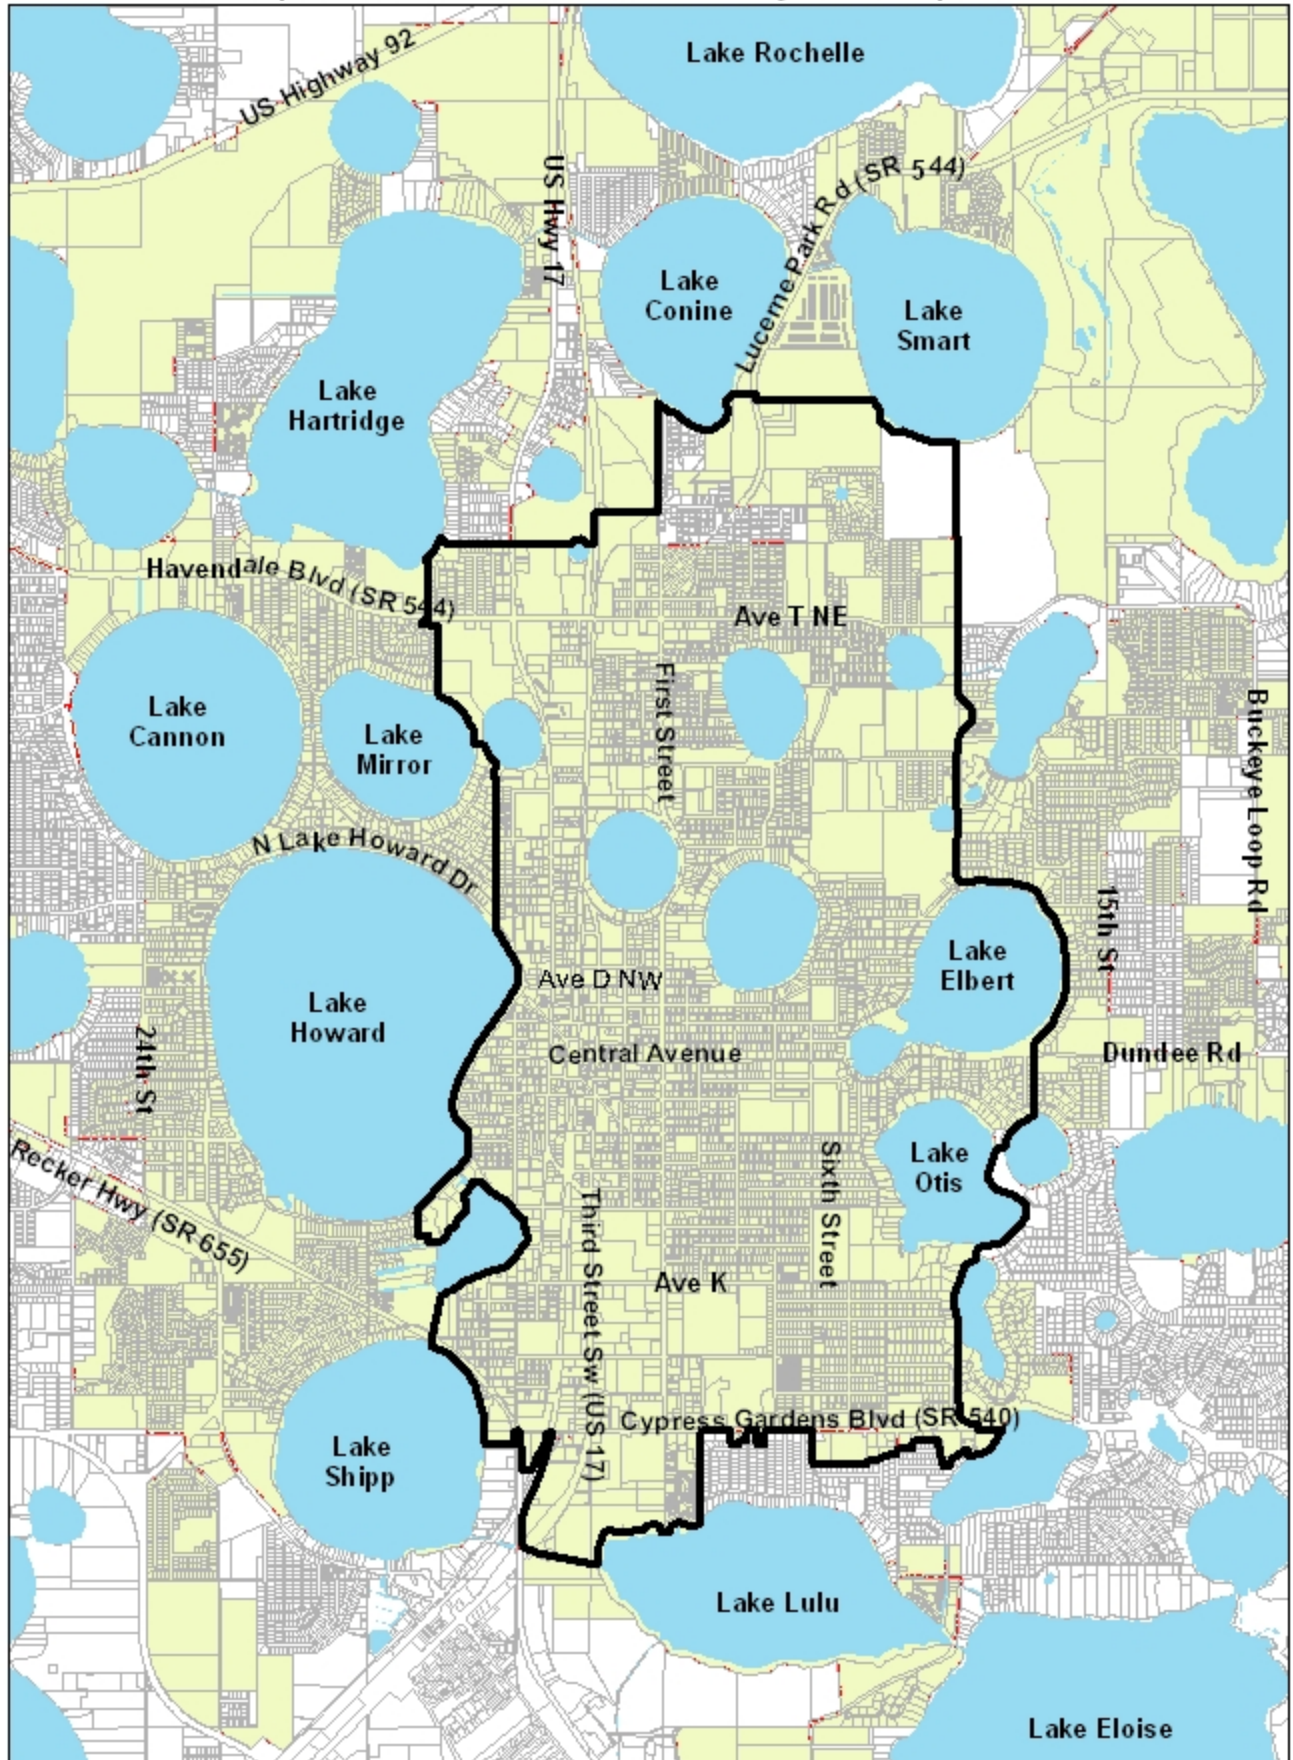 Lake Rochelle
US Highway 92
US Hwy 17
Lucerne Park Rd (SR 544)
Lake
Conine
Lake
Smart
Lake
Hartridge
Havendale Blvd (SR 544)
Ave T NE
First Street
Buckeye Loop Rd
Lake
Cannon
Lake
Mirror
N Lake Howard Dr
15th St
Lake
Elbert
Ave D NW
Lake
Howard
24th St
Central Avenue
Dundee Rd
Recker Hwy (SR 655)
Lake
Otis
Sixth Street
Third Street Sw (US 17)
Ave K
Cypress Gardens Blvd (SR 540)
Lake
Shipp
Lake Lulu
Lake Eloise